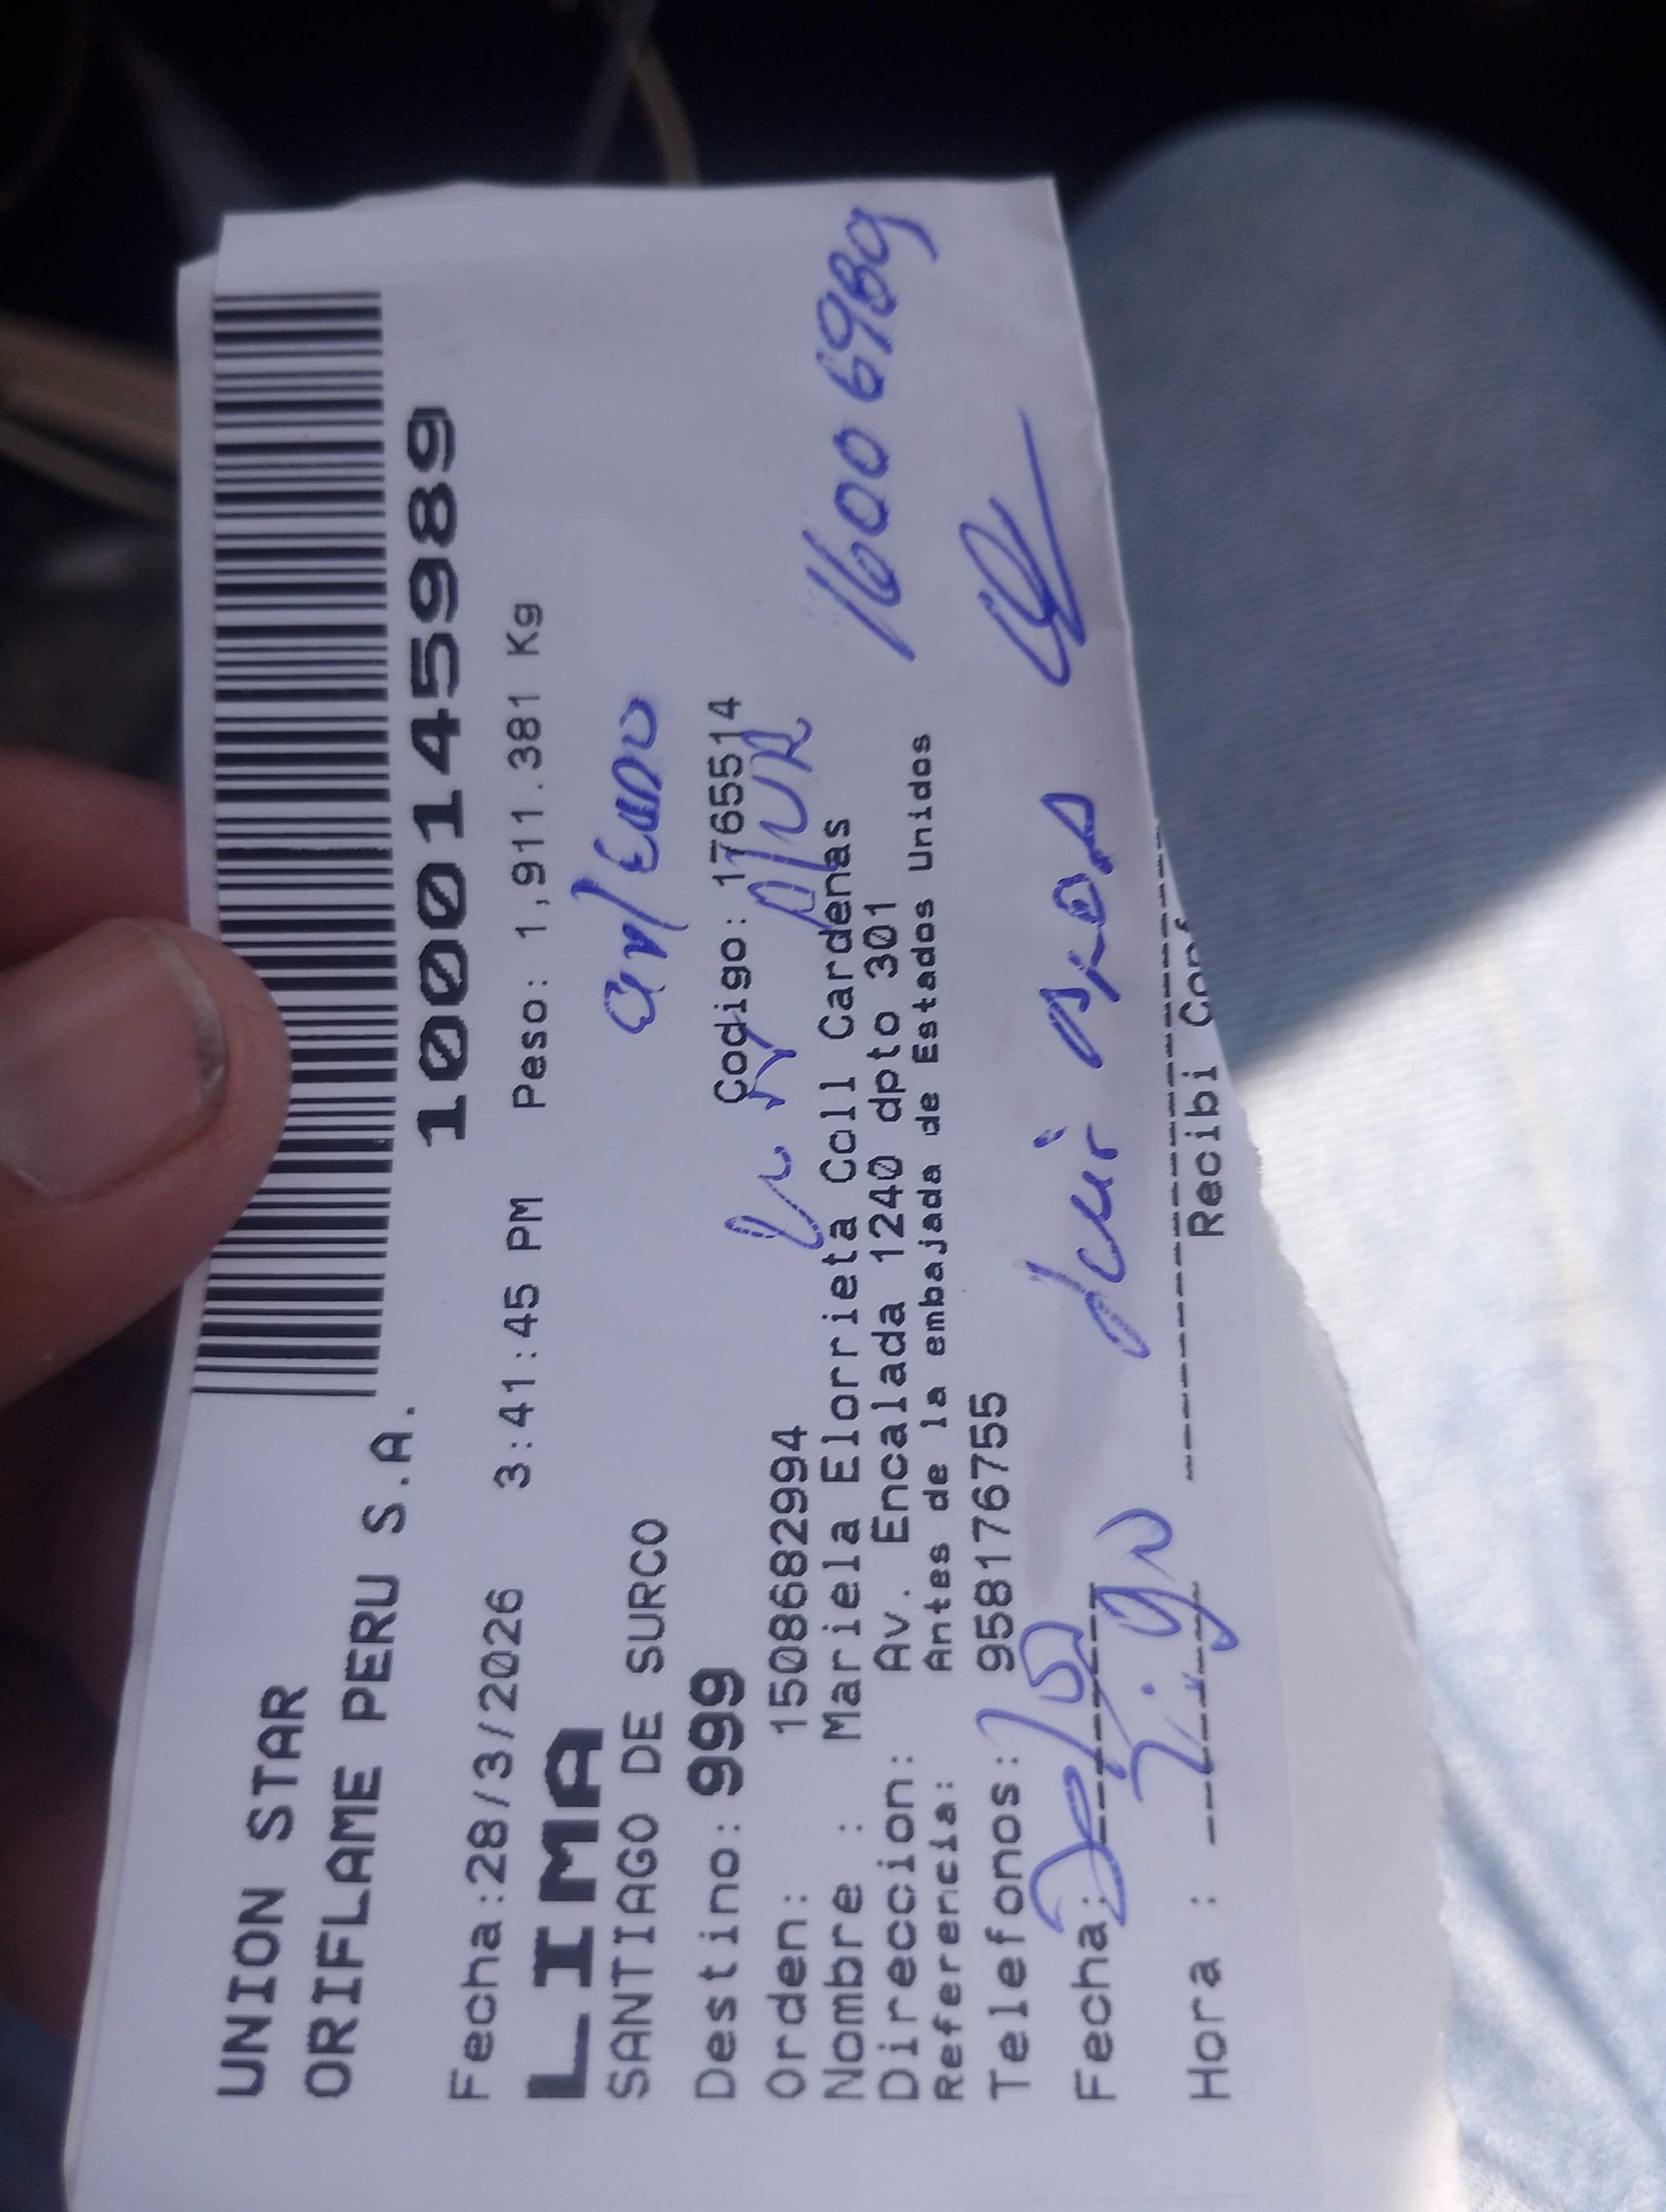 UNION STAR
ORIFLAME PERU S.A.
1000145989
Fecha:28/3/2026 3:41:45 PM Peso: 1,911.381 Kg
LIMA
SANTIAGO DE SURCO
Destino: 999 Codigo: 1765514
Orden: 1508682994
Nombre : Mariela Elorrieta Coll Cardenas
Direccion: Av. Encalada 1240 dpto 301
Referencia: Antes de la embajada de Estados Unidos
Telefonos: 958176755
16006989
Fecha:
Hora :
Recibi Conf